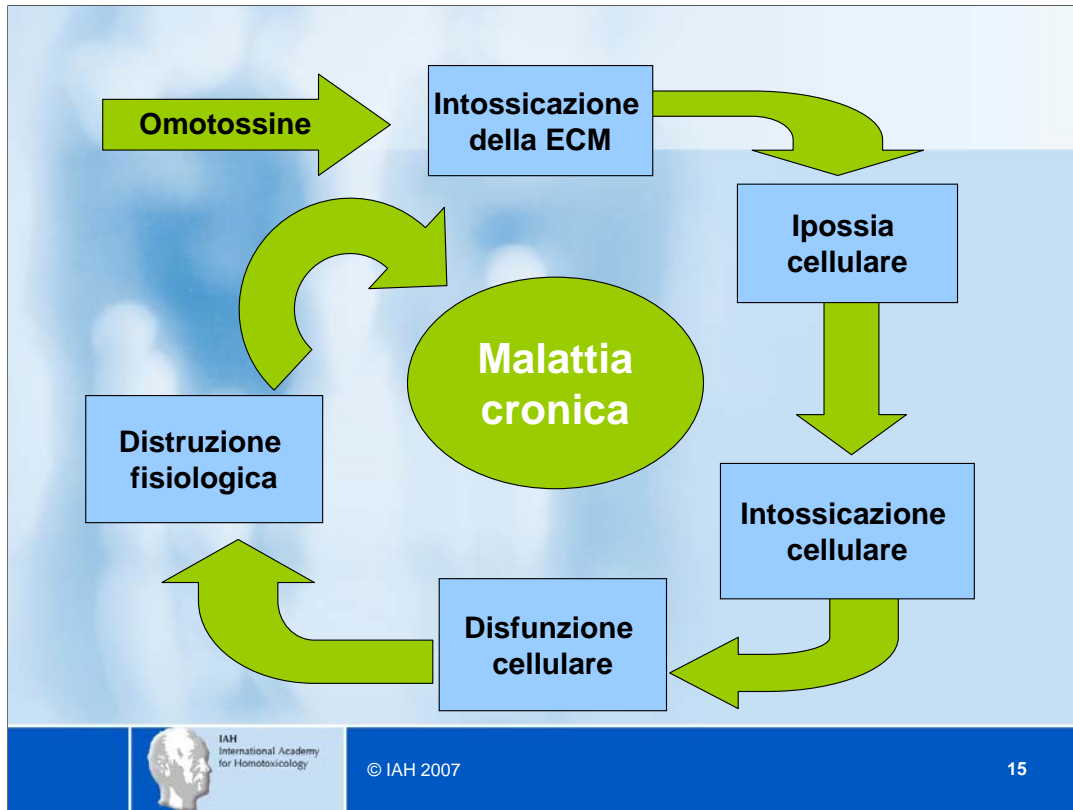 Omotossine
Intossicazione
della ECM
Ipossia
cellulare
Intossicazione
cellulare
Disfunzione
cellulare
Distruzione
fisiologica
Malattia
cronica
IAH
International Academy
for Homotoxicology
© IAH 2007
15